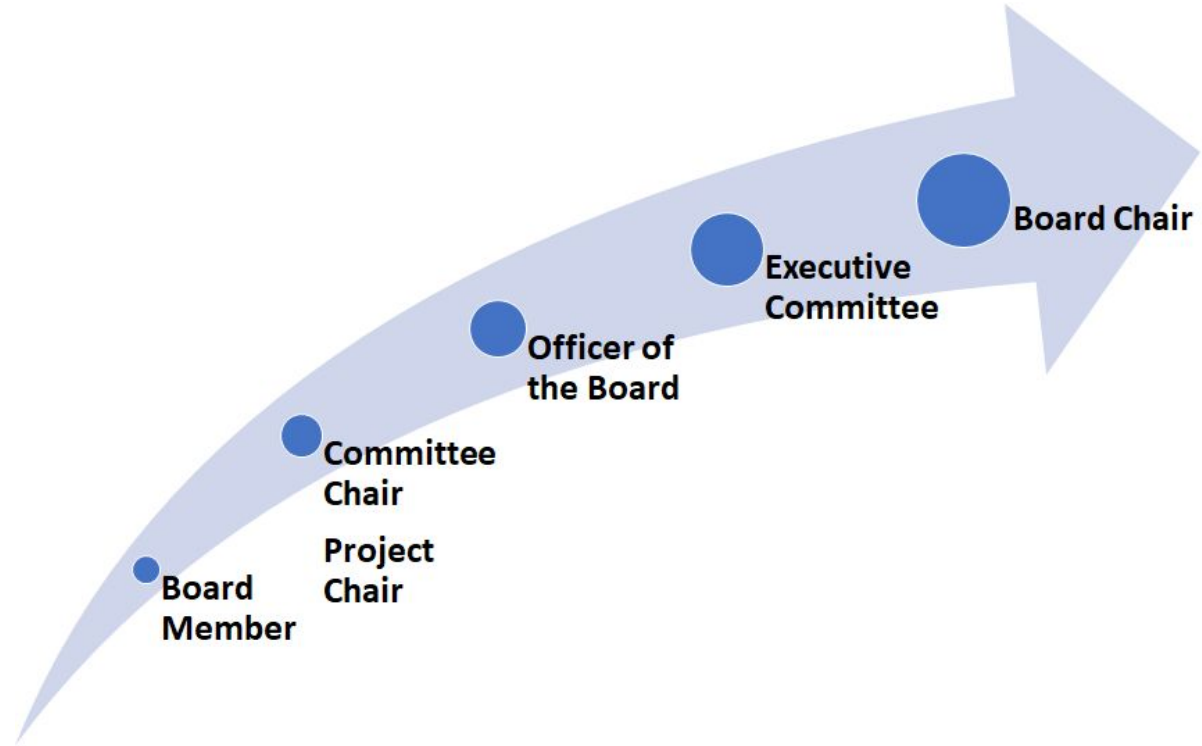 Board
Member
Committee
Chair
Project
Chair
Officer of
the Board
Executive
Committee
Board Chair